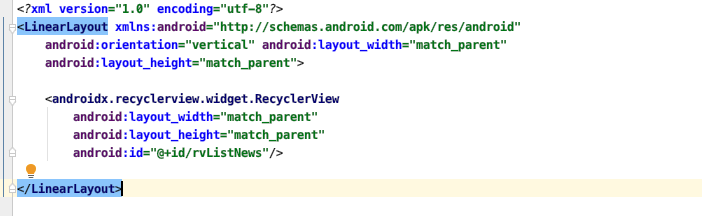 <?xml version="1.0" encoding="utf-8"?>
<LinearLayout xmlns:android="http://schemas.android.com/apk/res/android"
    android:orientation="vertical" android:layout_width="match_parent"
    android:layout_height="match_parent">
    <androidx.recyclerview.widget.RecyclerView
        android:layout_width="match_parent"
        android:layout_height="match_parent"
        android:id="@+id/rvListNews"/>
</LinearLayout>